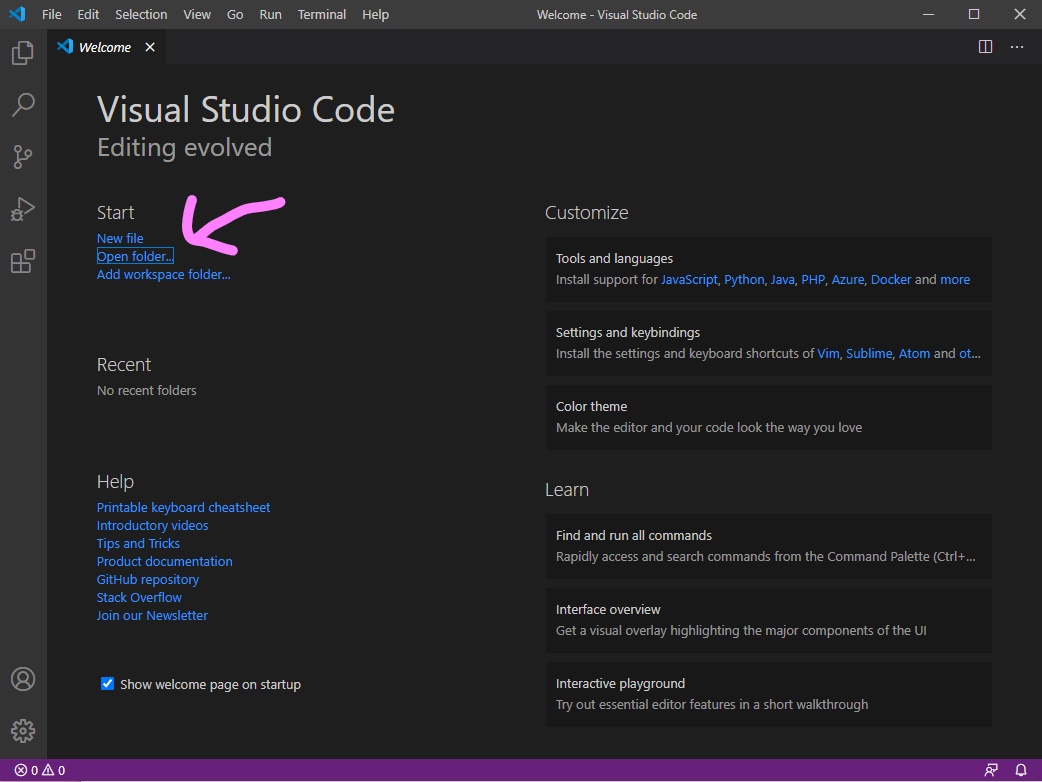 File Edit Selection View Go Run Terminal Help Welcome - Visual Studio Code
Welcome
Visual Studio Code
Editing evolved
Start
New file
Open folder...
Add workspace folder...
Recent
No recent folders
Help
Printable keyboard cheatsheet
Introductory videos
Tips and Tricks
Product documentation
GitHub repository
Stack Overflow
Join our Newsletter
Show welcome page on startup
Customize
Tools and languages
Install support for JavaScript, Python, Java, PHP, Azure, Docker and more
Settings and keybindings
Install the settings and keyboard shortcuts of Vim, Sublime, Atom and ot...
Color theme
Make the editor and your code look the way you love
Learn
Find and run all commands
Rapidly access and search commands from the Command Palette (Ctrl+...
Interface overview
Get a visual overlay highlighting the major components of the UI
Interactive playground
Try out essential editor features in a short walkthrough
0 0